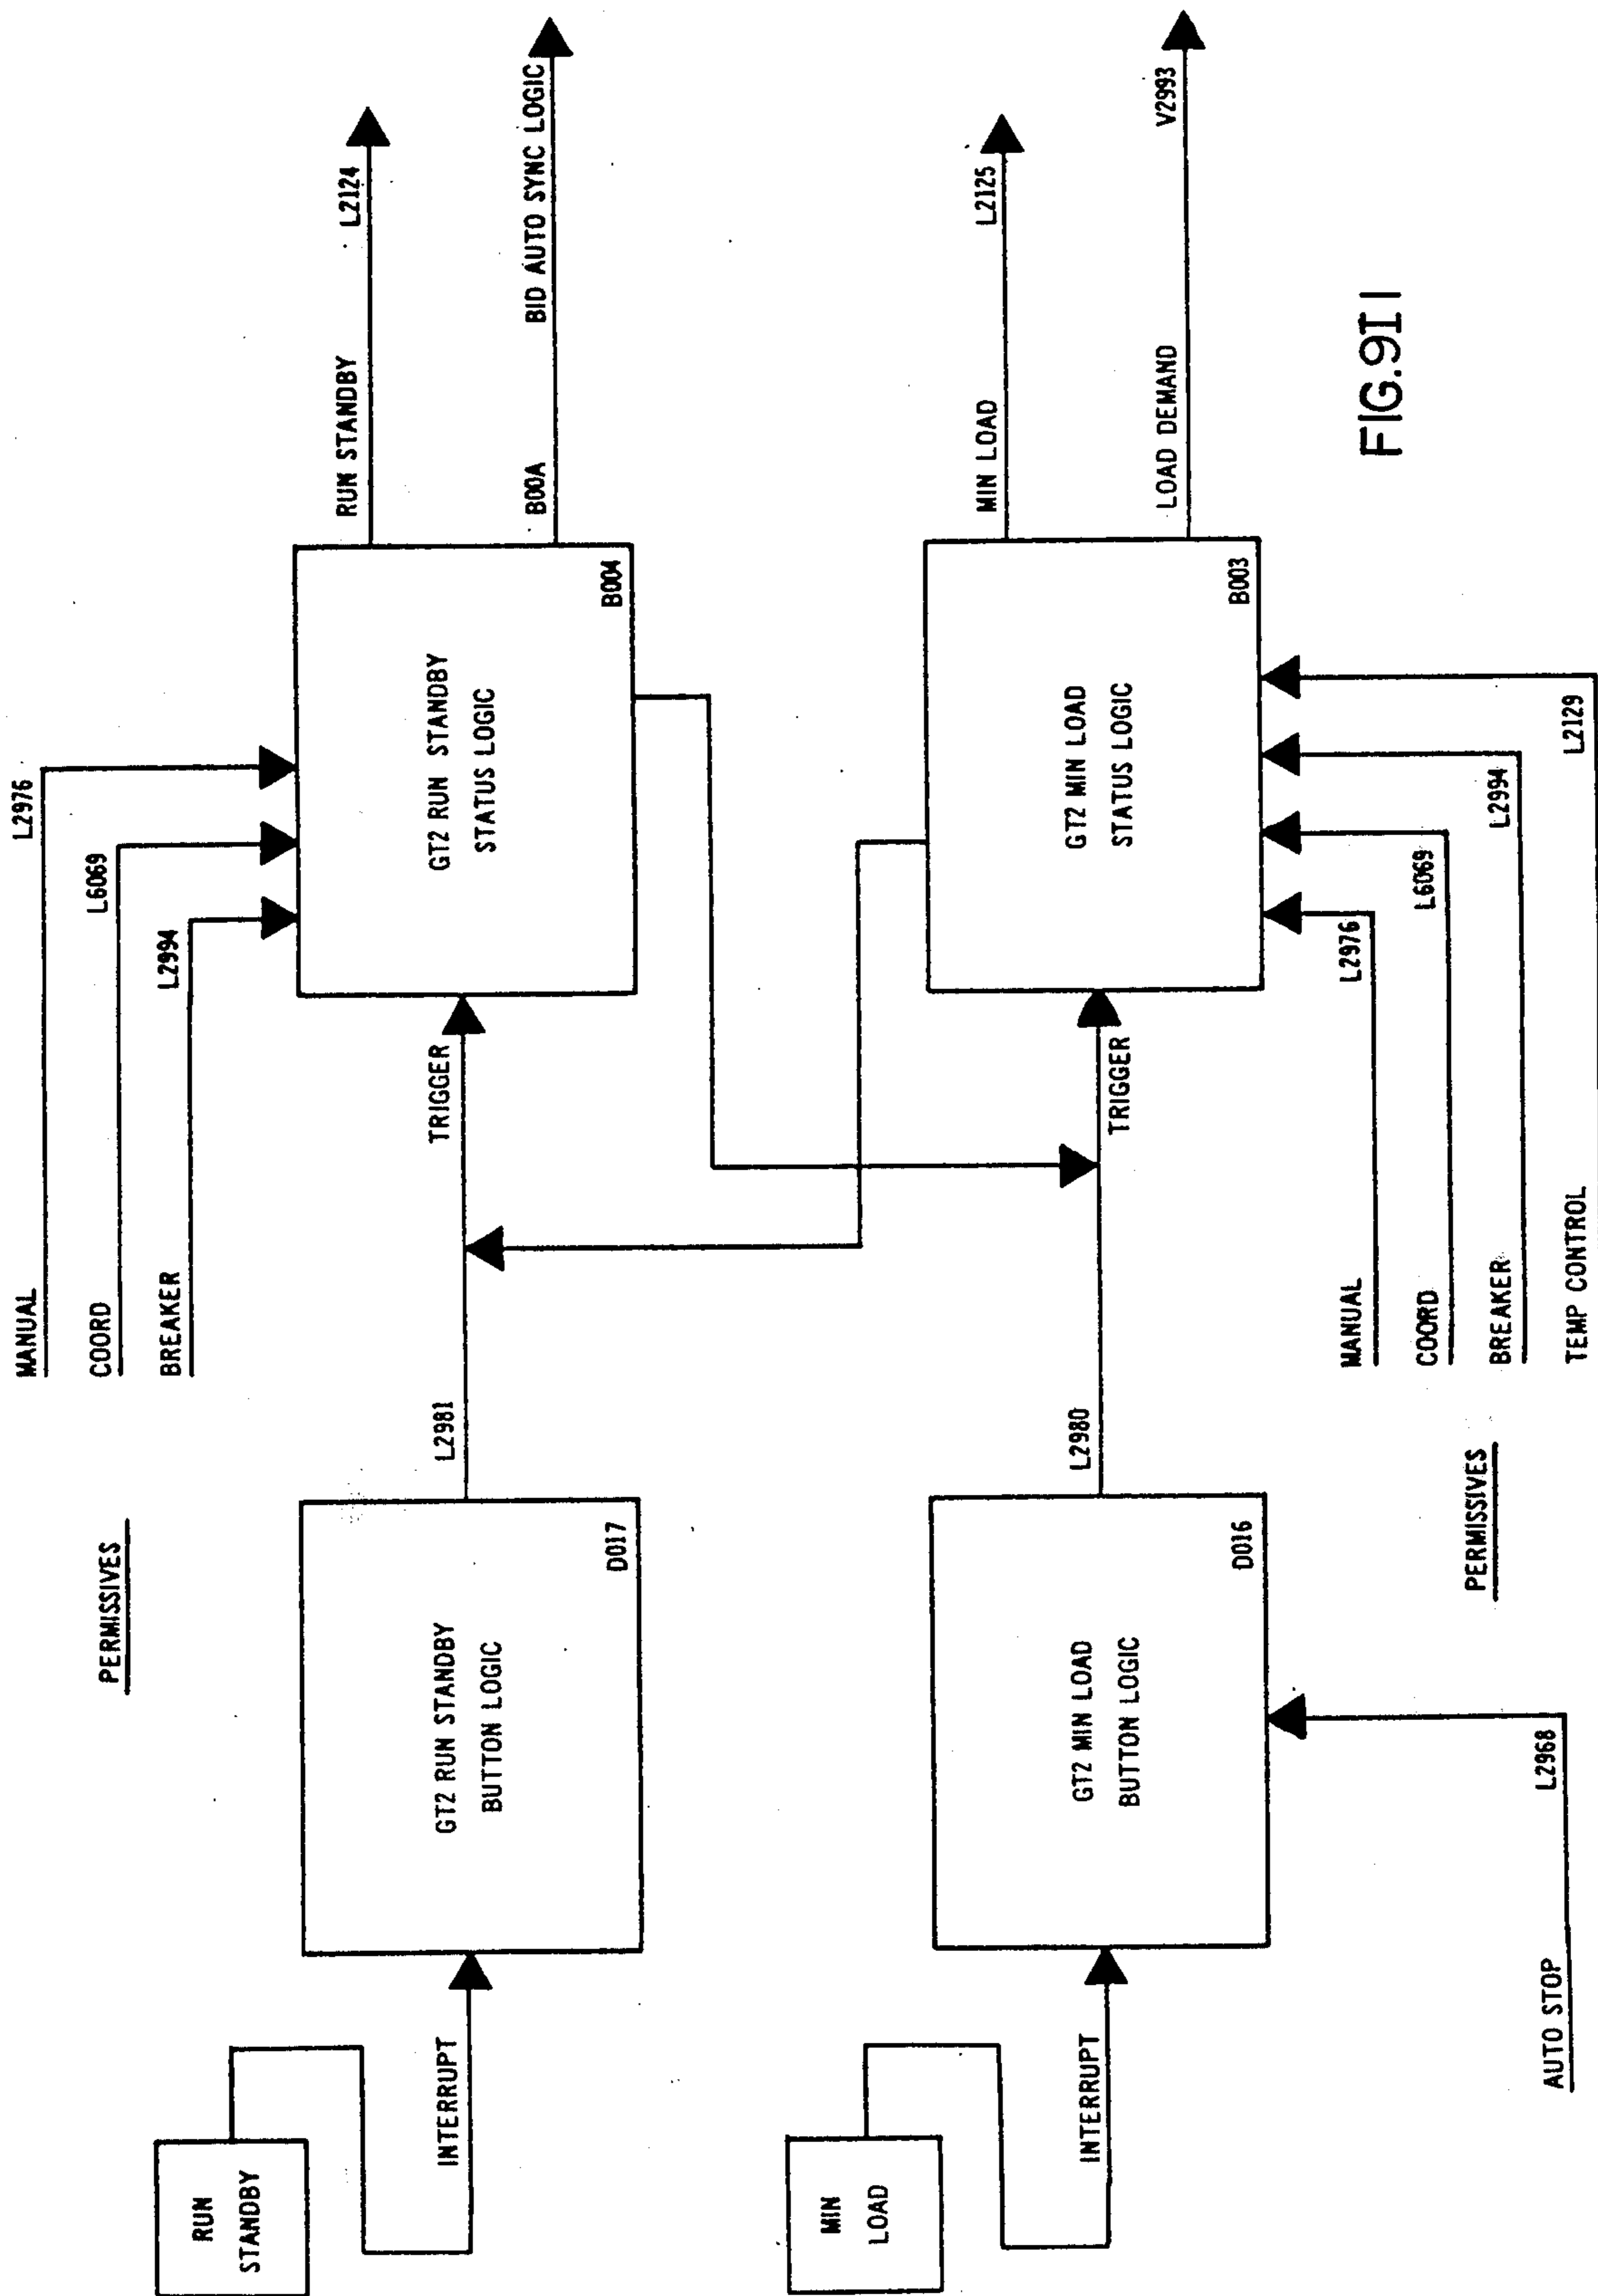 MANUAL
L2976
COORD
L6069
BREAKER
L2994
PERMISSIVES
RUN
STANDBY
INTERRUPT
GT2 RUN STANDBY
BUTTON LOGIC
D017
L2981
TRIGGER
GT2 RUN STANDBY
STATUS LOGIC
B004
RUN STANDBY
L2124
B00A
BID AUTO SYNC LOGIC
MIN
LOAD
INTERRUPT
GT2 MIN LOAD
BUTTON LOGIC
D016
L2980
TRIGGER
GT2 MIN LOAD
STATUS LOGIC
B003
MIN LOAD
L2125
LOAD DEMAND
V2993
AUTO STOP
L2968
PERMISSIVES
MANUAL
L2976
COORD
L6069
BREAKER
L2994
TEMP CONTROL
L2129
FIG.9I1